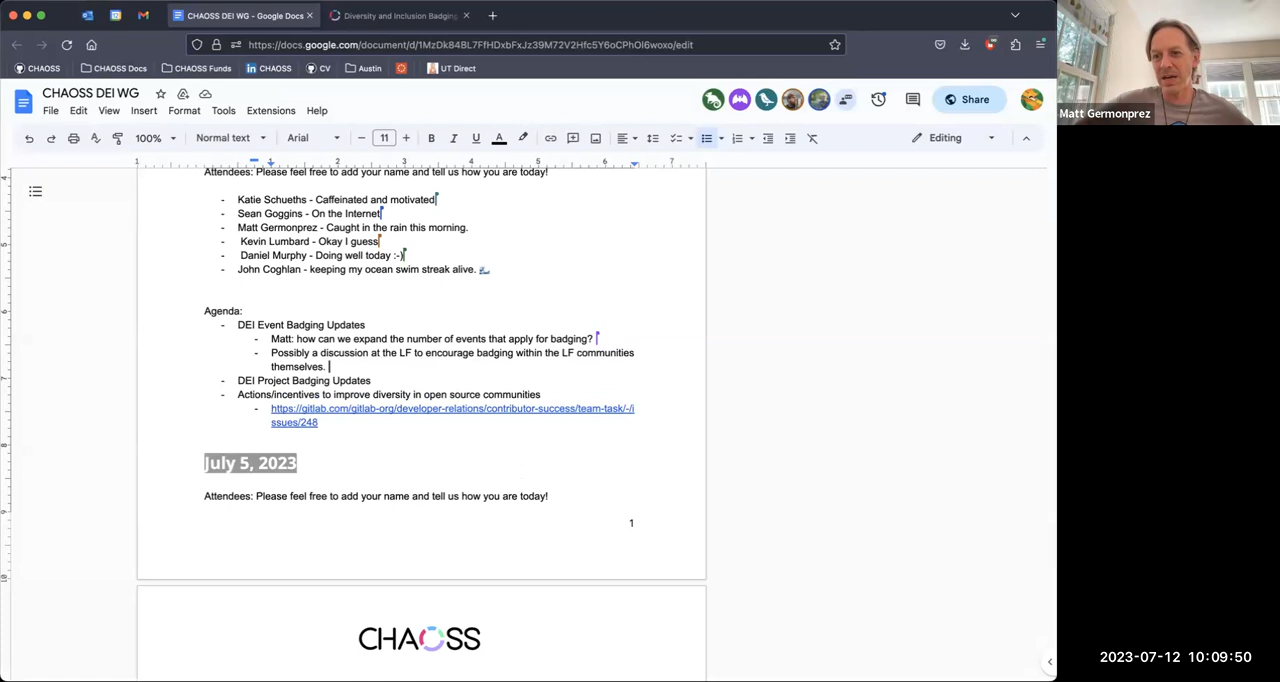 CHAOSS DEI WG - Google Docs
Diversity and Inclusion Badging
https://docs.google.com/document/d/1MzDk84BL7FfHDxbFxJz39M72V2Hfc5Y6oCPhOl6woxo/edit
CHAOSS
CHAOSS Docs
CHAOSS Funds
CHAOSS
CV
Austin
UT Direct
CHAOSS DEI WG
File Edit View Insert Format Tools Extensions Help
Share
100% Normal text Arial 11 Editing
1 1 2 3 4 5 6 7
Attendees: Please feel free to add your name and tell us how you are today!
- Katie Schueths - Caffeinated and motivated
- Sean Goggins - On the Internet
- Matt Germonprez - Caught in the rain this morning.
- Kevin Lumbard - Okay I guess
- Daniel Murphy - Doing well today :-)
- John Coghlan - keeping my ocean swim streak alive.
Agenda:
- DEI Event Badging Updates
- Matt: how can we expand the number of events that apply for badging?
- Possibly a discussion at the LF to encourage badging within the LF communities
themselves.
- DEI Project Badging Updates
- Actions/incentives to improve diversity in open source communities
- https://gitlab.com/gitlab-org/developer-relations/contributor-success/team-task/-/i
ssues/248
July 5, 2023
Attendees: Please feel free to add your name and tell us how you are today!
1
CHAOSS
Matt Germonprez
2023-07-12 10:09:50